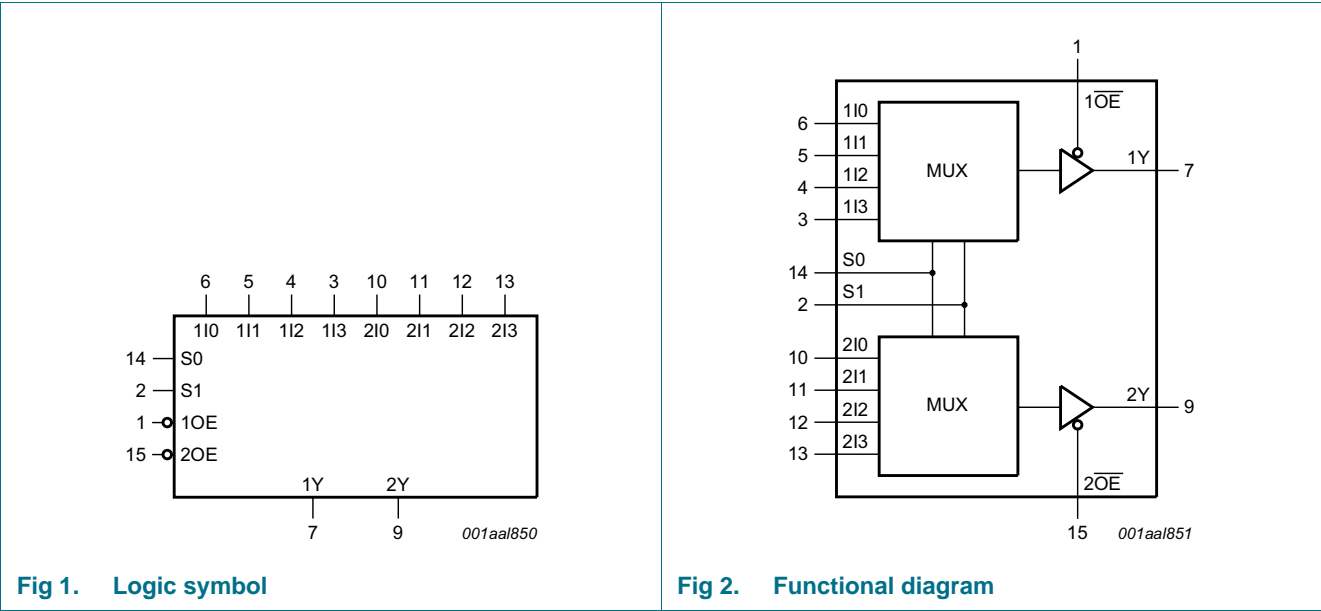 6 5 4 3 10 11 12 13
1I0 1I1 1I2 1I3 2I0 2I1 2I2 2I3
14 S0
2 S1
1 1OE
15 2OE
1Y 2Y
7 9 001aal850
Fig 1. Logic symbol
1
1O̅E̅
6 1I0
5 1I1
4 1I2
3 1I3
MUX
1Y 7
14 S0
2 S1
10 2I0
11 2I1
12 2I2
13 2I3
MUX
2Y 9
2O̅E̅
15 001aal851
Fig 2. Functional diagram